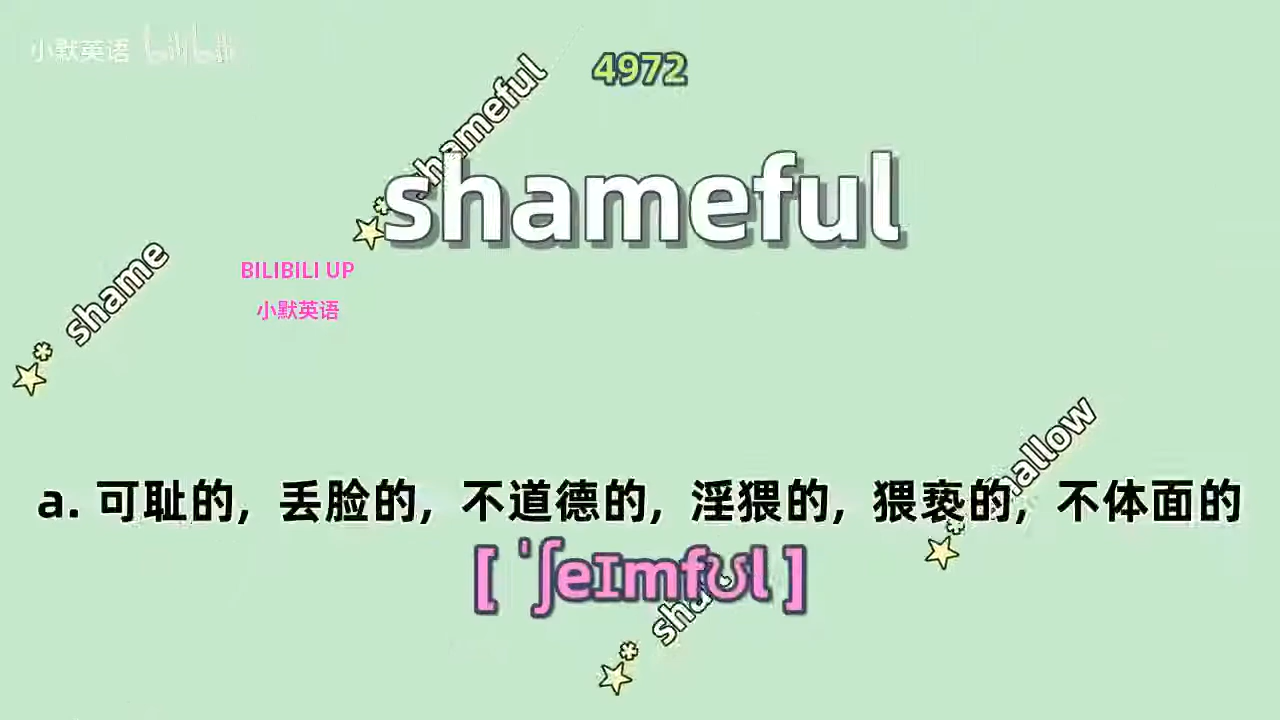 小默英语 bilibili
4972
shameful
shameful
shame
BILIBILI UP
小默英语
a. 可耻的, 丢脸的, 不道德的, 淫猥的, 猥亵的, 不体面的
[ ˈʃeɪmfʊl ]